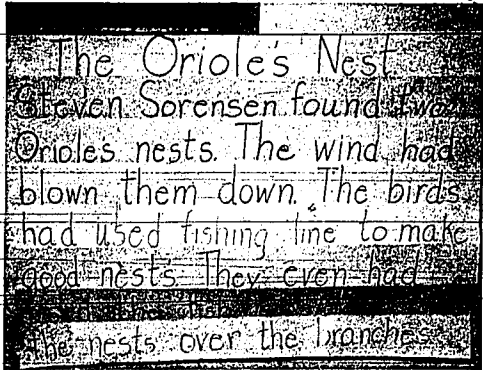 The Oriole's Nest
Steven Sorensen found two
Orioles nests. The wind had
blown them down. The birds
had used fishing line to make
good nests. They even had
the nests over the branches